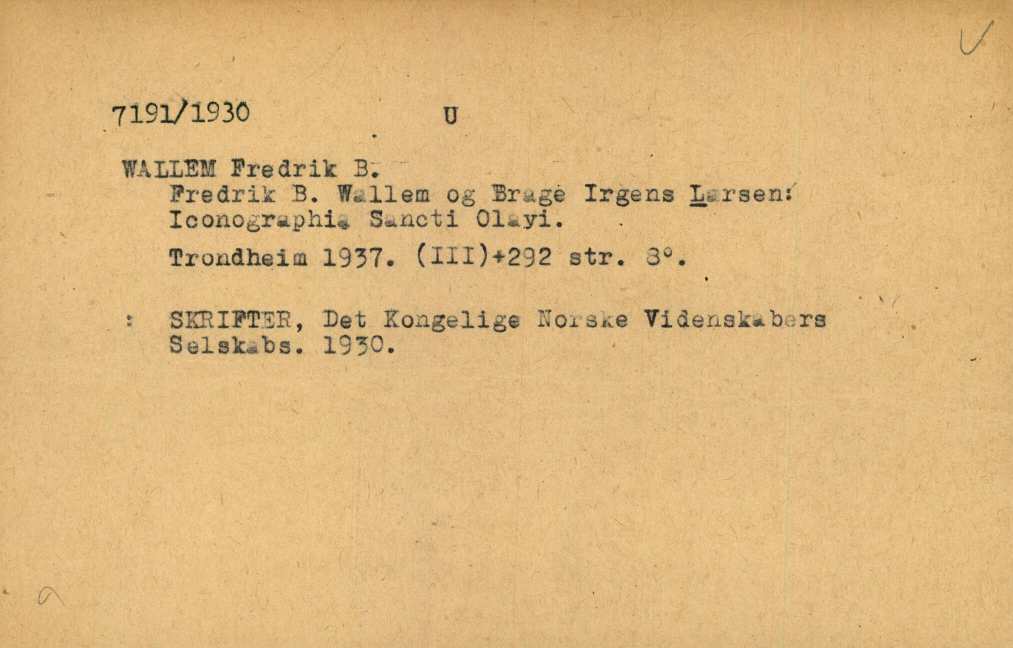 7191/1930 U
WALLEM Fredrik B.
Fredrik B. Wallem og Brage Irgens Larsen:
Iconographia Sancti Olayi.
Trondheim 1937. (III)+292 str. 8°.
: SKRIFTER, Det Kongelige Norske Videnskabers
Selskabs. 1930.
a